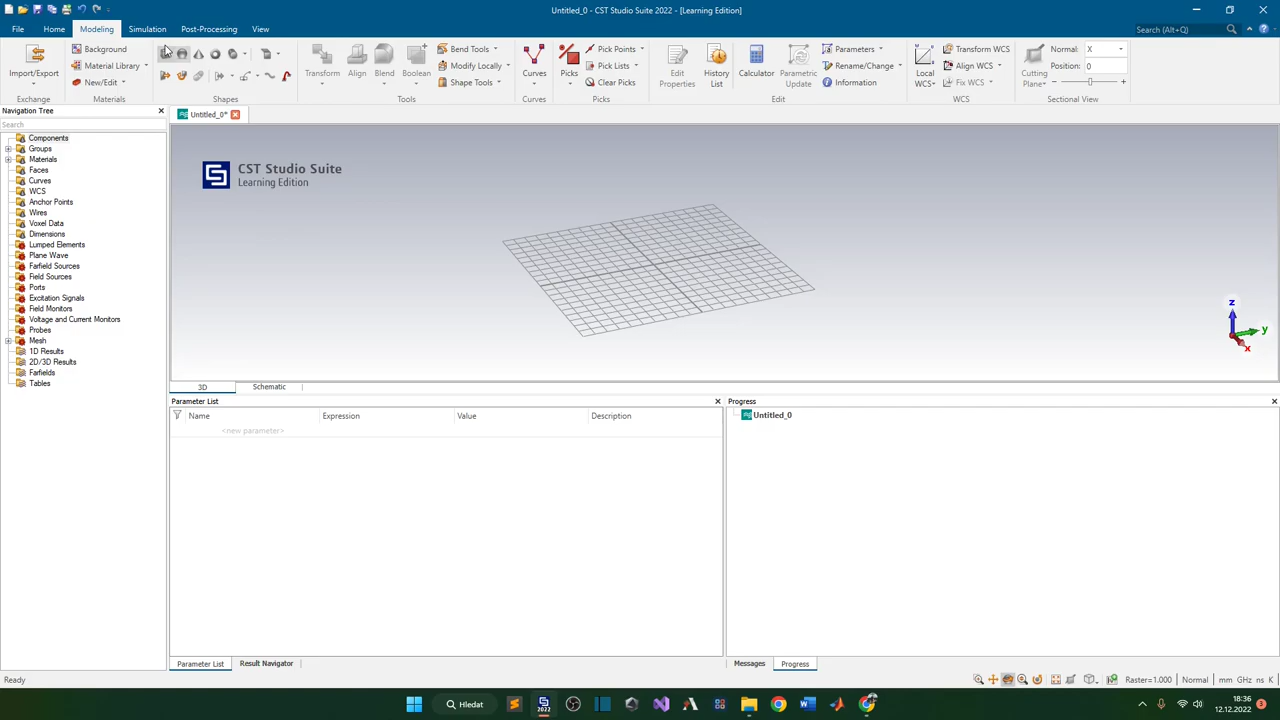 Untitled_0 - CST Studio Suite 2022 - [Learning Edition]
File Home Modeling Simulation Post-Processing View Search (Alt+Q)
Import/Export
Exchange
Background
Material Library
New/Edit
Materials
Shapes
Transform Align Blend Boolean
Bend Tools
Modify Locally
Shape Tools
Tools
Curves
Curves
Picks
Pick Points
Pick Lists
Clear Picks
Picks
Edit Properties
History List
Calculator
Parametric Update
Parameters
Rename/Change
Information
Edit
Local WCS
Transform WCS
Align WCS
Fix WCS
WCS
Cutting Plane
Normal: X
Position: 0
Sectional View
Navigation Tree
Search
Components
Groups
Materials
Faces
Curves
WCS
Anchor Points
Wires
Voxel Data
Dimensions
Lumped Elements
Plane Wave
Farfield Sources
Field Sources
Ports
Excitation Signals
Field Monitors
Voltage and Current Monitors
Probes
Mesh
1D Results
2D/3D Results
Farfields
Tables
Untitled_0*
CST Studio Suite
Learning Edition
z
y
x
3D Schematic
Parameter List
Name Expression Value Description
<new parameter>
Parameter List Result Navigator
Progress
Untitled_0
Messages Progress
Ready
Raster=1.000 Normal mm GHz ns K
Hledat
2022
18:36
12.12.2022
3